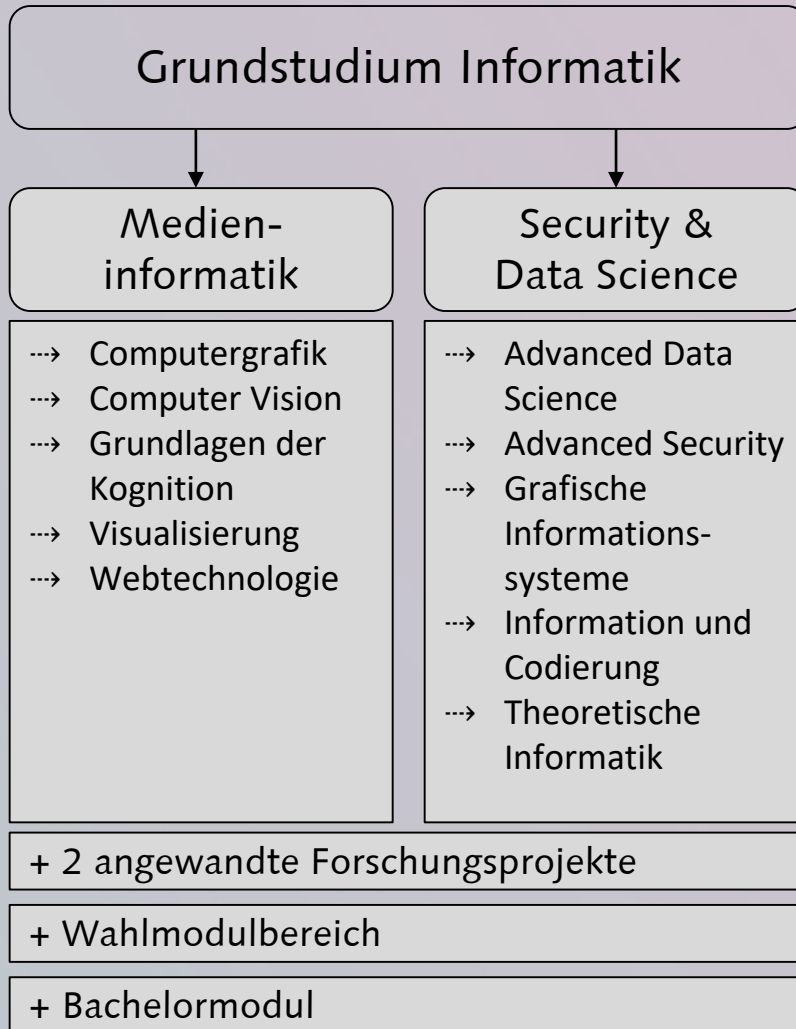 Grundstudium Informatik
Medien-
informatik
Security &
Data Science
⇢ Computergrafik
⇢ Computer Vision
⇢ Grundlagen der
Kognition
⇢ Visualisierung
⇢ Webtechnologie
⇢ Advanced Data
Science
⇢ Advanced Security
⇢ Grafische
Informations-
systeme
⇢ Information und
Codierung
⇢ Theoretische
Informatik
+ 2 angewandte Forschungsprojekte
+ Wahlmodulbereich
+ Bachelormodul